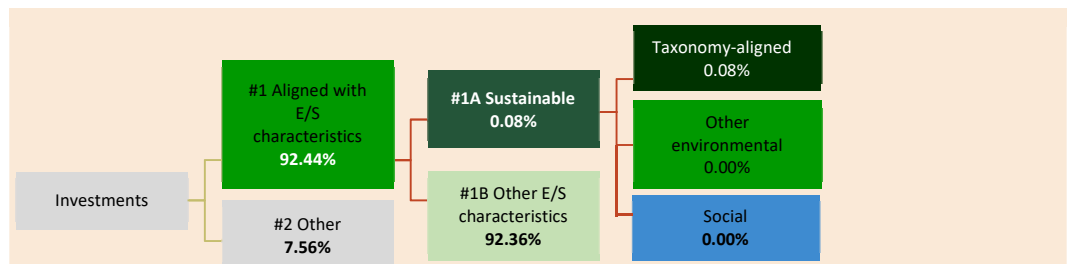 Investments
#1 Aligned with
E/S
characteristics
92.44%
#2 Other
7.56%
#1A Sustainable
0.08%
#1B Other E/S
characteristics
92.36%
Taxonomy-aligned
0.08%
Other
environmental
0.00%
Social
0.00%